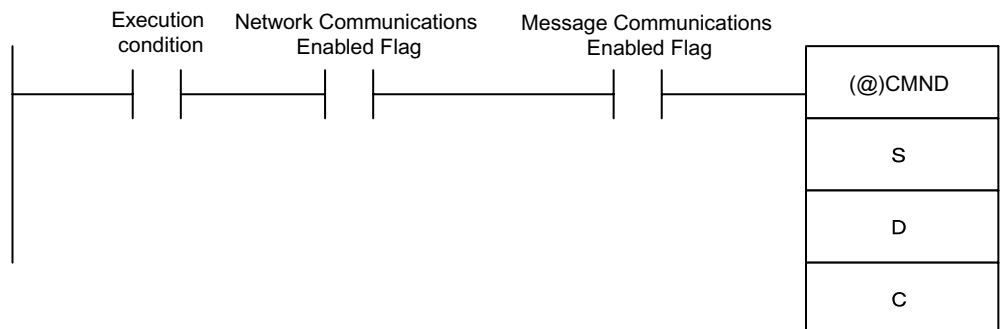 Execution
condition
Network Communications
Enabled Flag
Message Communications
Enabled Flag
(@)CMND
S
D
C